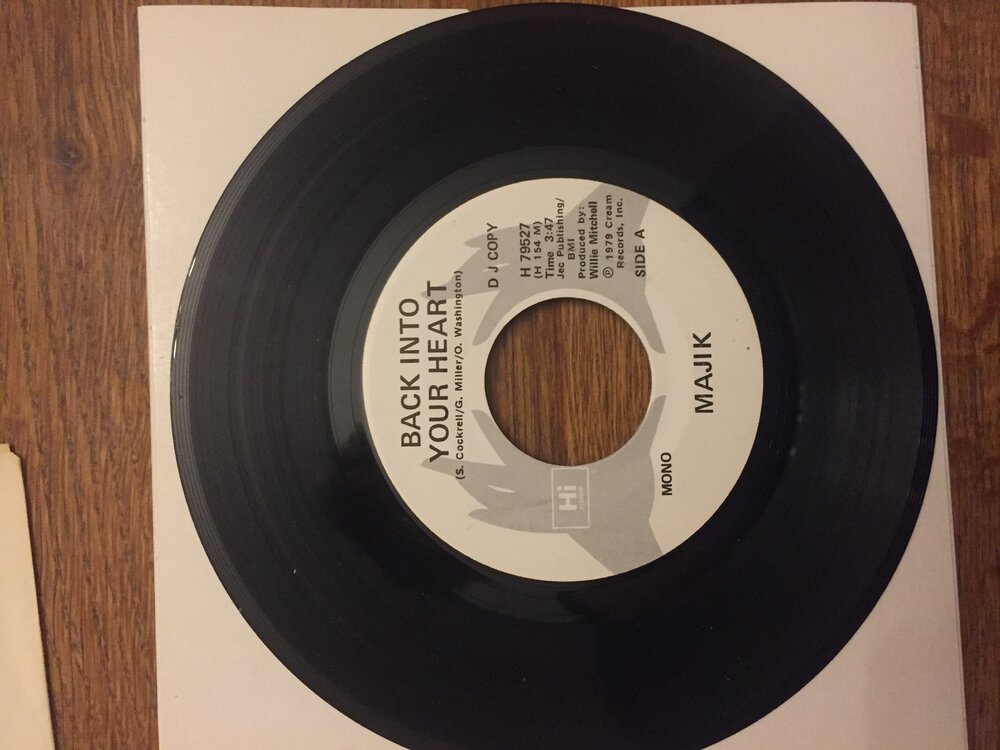 BACK INTO
YOUR HEART
(S. Cockrell/G. Miller/O. Washington)
D J COPY
H 79527
(H 154 M)
Time 3:47
Jec Publishing/
BMI
Produced by:
Willie Mitchell
℗ 1979 Cream
Records, Inc.
SIDE A
Hi
MONO
MAJIK